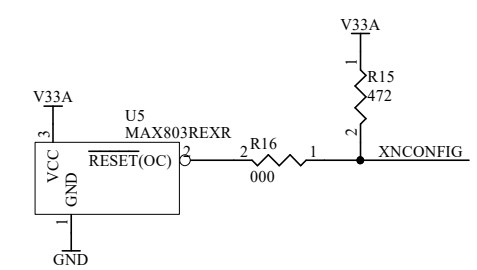 V33A
1
R15
472
2
V33A
U5
MAX803REXR
3
VCC
GND
RESET(OC)
2
2
R16
1
000
XNCONFIG
1
GND